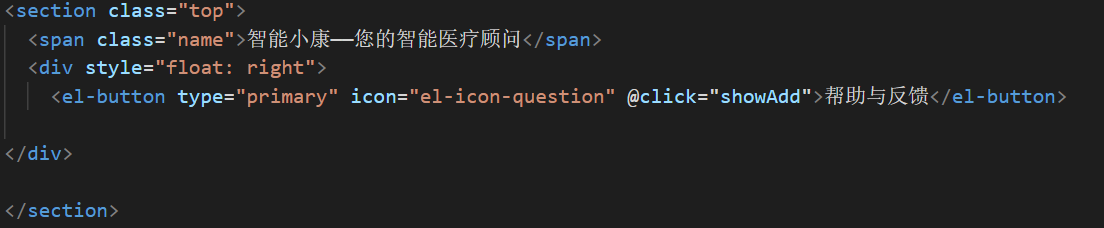 <section class="top">
<span class="name">智能小康——您的智能医疗顾问</span>
<div style="float: right">
<el-button type="primary" icon="el-icon-question" @click="showAdd">帮助与反馈</el-button>
</div>
</section>